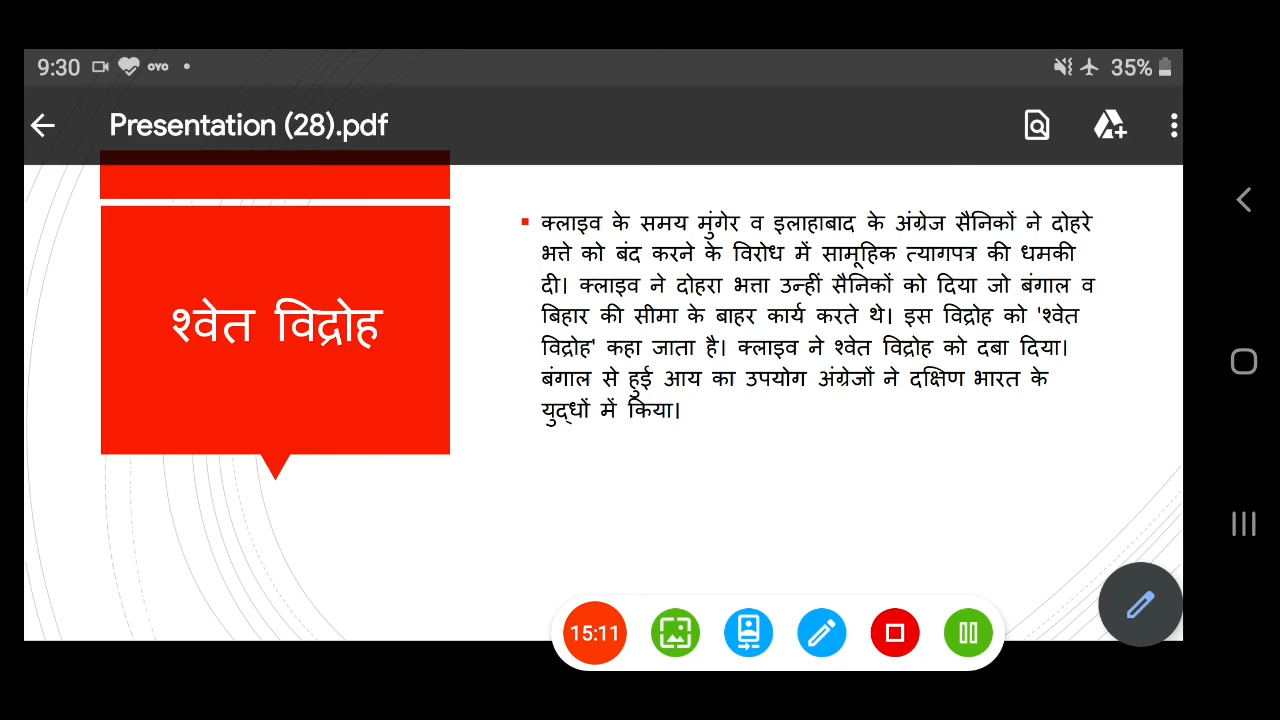 9:30 OYO 35%
Presentation (28).pdf
श्वेत विद्रोह
क्लाइव के समय मुंगेर व इलाहाबाद के अंग्रेज सैनिकों ने दोहरे
भत्ते को बंद करने के विरोध में सामूहिक त्यागपत्र की धमकी
दी। क्लाइव ने दोहरा भत्ता उन्हीं सैनिकों को दिया जो बंगाल व
बिहार की सीमा के बाहर कार्य करते थे। इस विद्रोह को 'श्वेत
विद्रोह' कहा जाता है। क्लाइव ने श्वेत विद्रोह को दबा दिया।
बंगाल से हुई आय का उपयोग अंग्रेजों ने दक्षिण भारत के
युद्धों में किया।
15:11